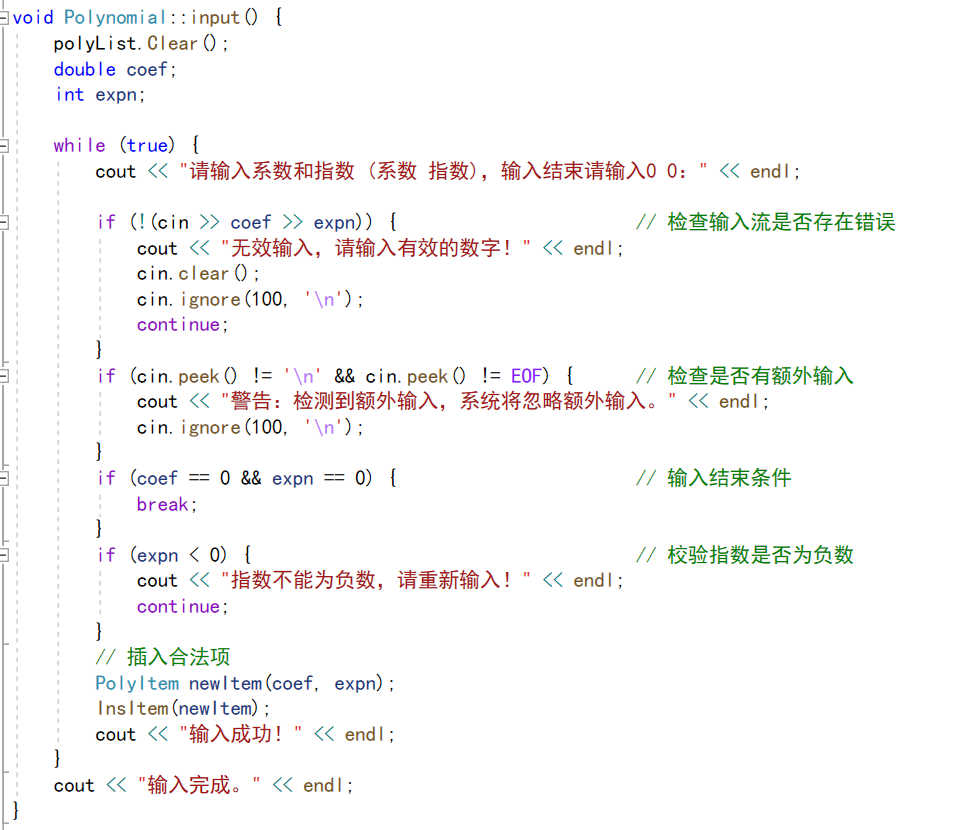 void Polynomial::input() {
    polyList.Clear();
    double coef;
    int expn;

    while (true) {
        cout << "请输入系数和指数 (系数 指数)，输入结束请输入0 0：" << endl;

        if (!(cin >> coef >> expn)) {                       // 检查输入流是否存在错误
            cout << "无效输入，请输入有效的数字！" << endl;
            cin.clear();
            cin.ignore(100, '\n');
            continue;
        }
        if (cin.peek() != '\n' && cin.peek() != EOF) {      // 检查是否有额外输入
            cout << "警告：检测到额外输入，系统将忽略额外输入。" << endl;
            cin.ignore(100, '\n');
        }
        if (coef == 0 && expn == 0) {                       // 输入结束条件
            break;
        }
        if (expn < 0) {                                     // 校验指数是否为负数
            cout << "指数不能为负数，请重新输入！" << endl;
            continue;
        }
        // 插入合法项
        PolyItem newItem(coef, expn);
        InsItem(newItem);
        cout << "输入成功！" << endl;
    }
    cout << "输入完成。" << endl;
}